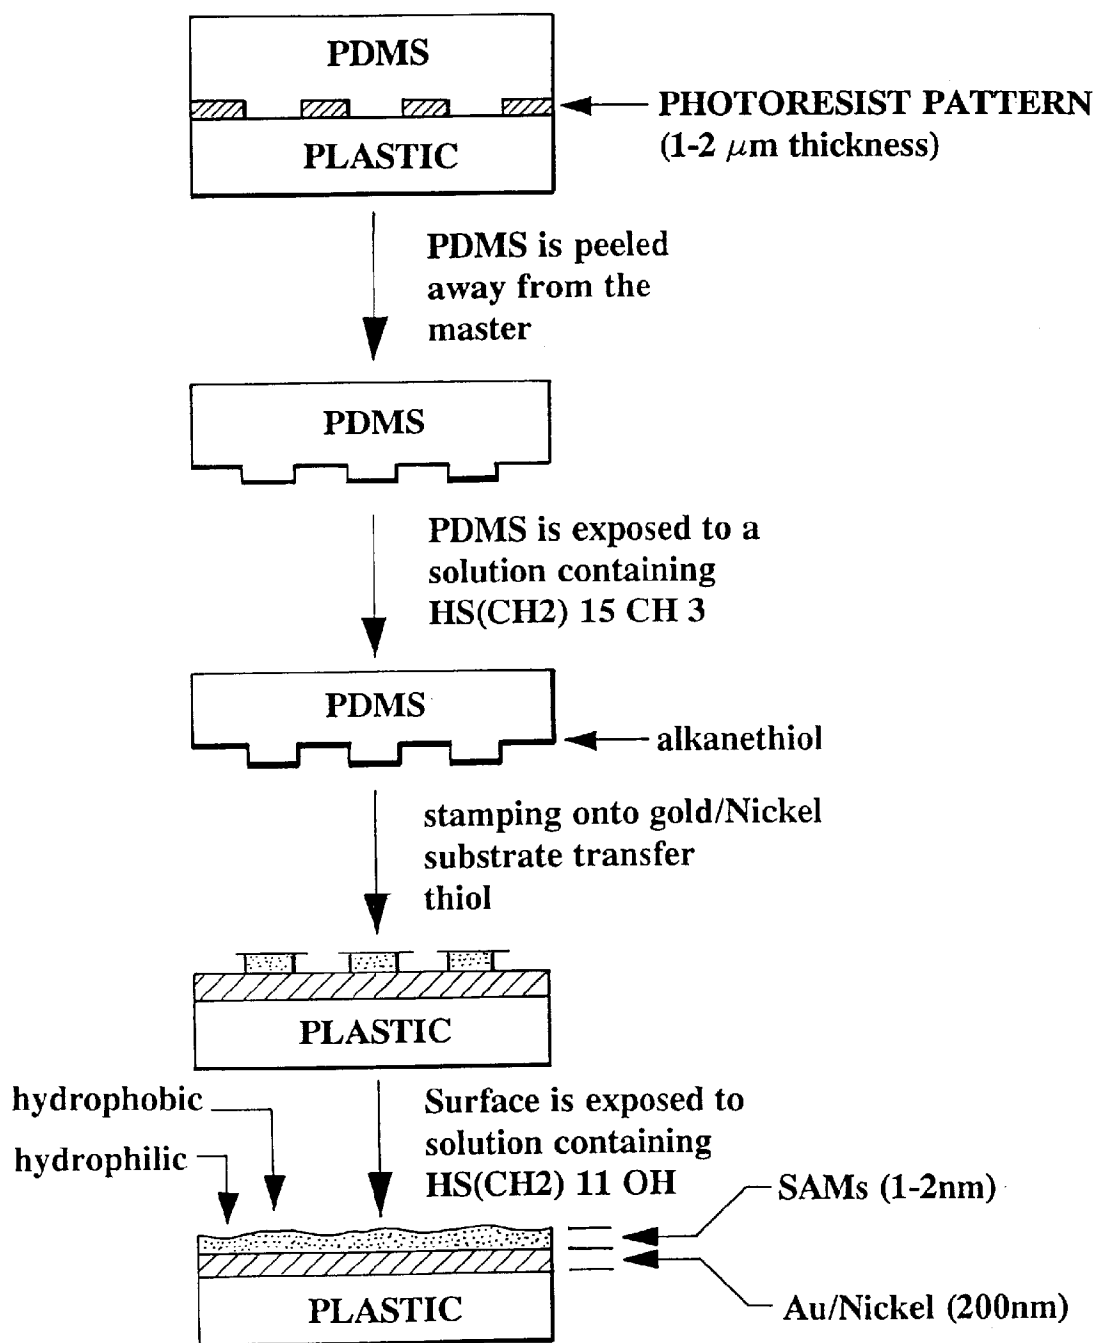 PDMS
PHOTORESIST PATTERN
(1-2 μm thickness)
PLASTIC
PDMS is peeled
away from the
master
PDMS
PDMS is exposed to a
solution containing
HS(CH2) 15 CH 3
PDMS
alkanethiol
stamping onto gold/Nickel
substrate transfer
thiol
PLASTIC
hydrophobic
hydrophilic
Surface is exposed to
solution containing
HS(CH2) 11 OH
SAMs (1-2nm)
PLASTIC
Au/Nickel (200nm)